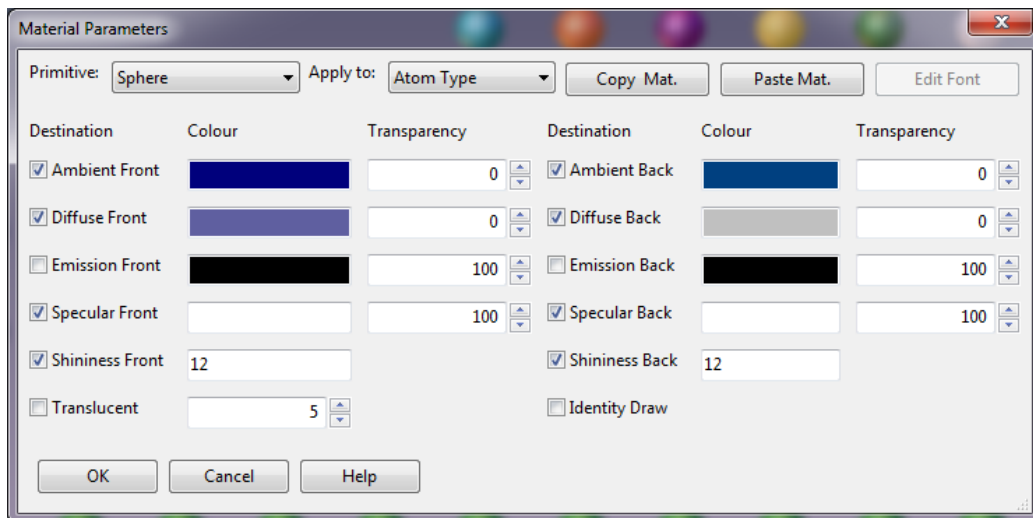 Material Parameters
Primitive: Sphere Apply to: Atom Type Copy Mat. Paste Mat. Edit Font
Destination Colour Transparency Destination Colour Transparency
Ambient Front 0 Ambient Back 0
Diffuse Front 0 Diffuse Back 0
Emission Front 100 Emission Back 100
Specular Front 100 Specular Back 100
Shininess Front 12 Shininess Back 12
Translucent 5 Identity Draw
OK Cancel Help